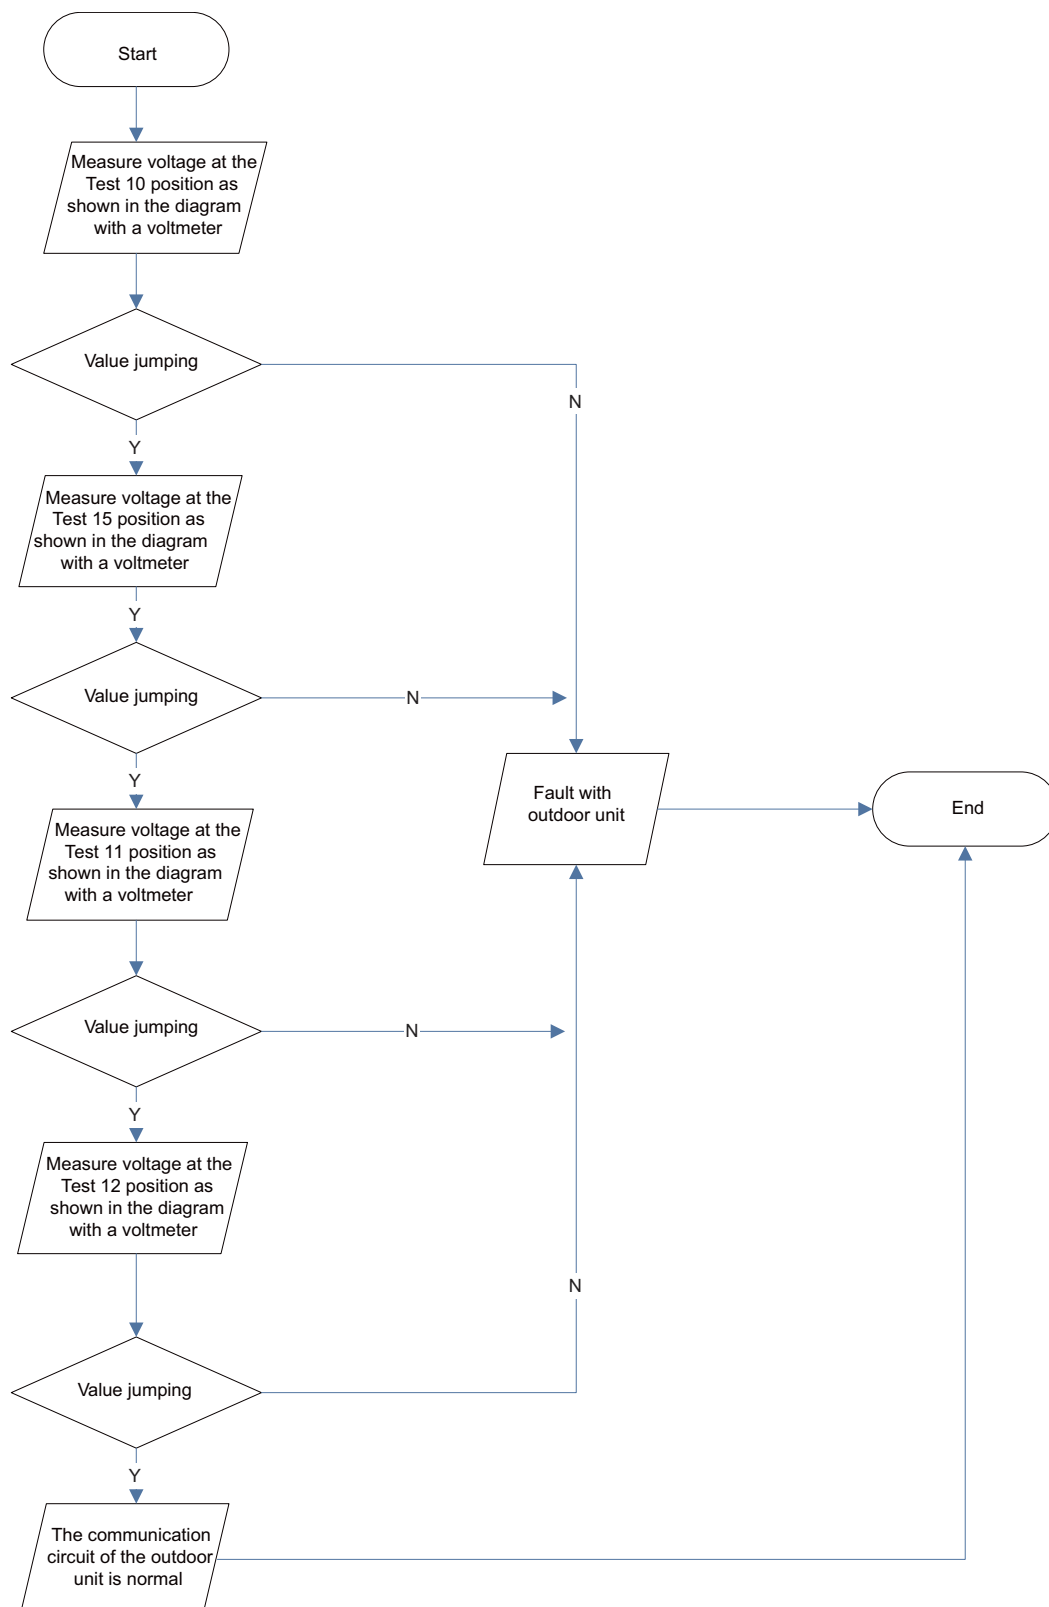 Start
Measure voltage at the
Test 10 position as
shown in the diagram
with a voltmeter
Value jumping
N
Y
Measure voltage at the
Test 15 position as
shown in the diagram
with a voltmeter
Y
Value jumping
N
Y
Measure voltage at the
Test 11 position as
shown in the diagram
with a voltmeter
Fault with
outdoor unit
End
Value jumping
N
Y
Measure voltage at the
Test 12 position as
shown in the diagram
with a voltmeter
N
Value jumping
Y
The communication
circuit of the outdoor
unit is normal